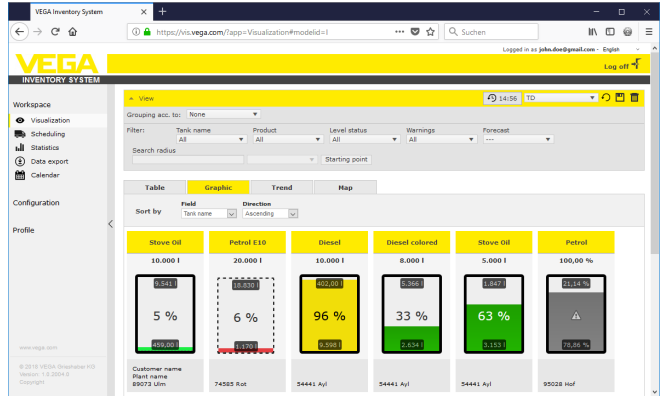 VEGA Inventory System
https://vis.vega.com/?app=Visualization#modelid=1
Suchen
Logged in as john.doe@gmail.com - English
VEGA
INVENTORY SYSTEM
Log off
Workspace
Visualization
Scheduling
Statistics
Data export
Calendar
Configuration
Profile
www.vega.com
© 2019 VEGA Grieshaber KG
Copyright
View
14:56
TD
Grouping acc. to: None
Filter: Tank name Product Level status Warnings Forecast
All All All All ---
Search radius
Starting point
Table Graphic Trend Map
Sort by
Field Direction
Tank name Ascending
Stove Oil Petrol E10 Diesel Diesel colored Stove Oil Petrol
10.000 l 20.000 l 10.000 l 8.000 l 5.000 l 100,00 %
9.541 l 18.830 l 402,00 l 5.366 l 1.847 l 21,14 %
5 % 6 % 96 % 33 % 63 %
459,00 l 1.170 l 9.598 l 2.634 l 3.153 l 78,86 %
Customer name
Plant name
89073 Ulm 74585 Rot 54441 Ayl 54441 Ayl 54441 Ayl 95028 Hof